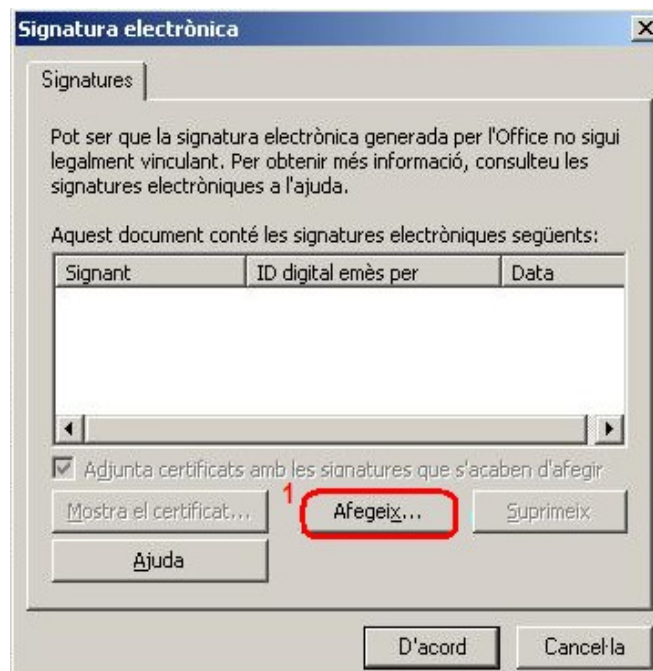 Signatura electrònica
Signatures
Pot ser que la signatura electrònica generada per l'Office no sigui
legalment vinculant. Per obtenir més informació, consulteu les
signatures electròniques a l'ajuda.
Aquest document conté les signatures electròniques següents:
Signant ID digital emès per Data
Adjunta certificats amb les signatures que s'acaben d'afegir
Mostra el certificat... 1 Afegeix... Suprimeix
Ajuda
D'acord Cancel·la